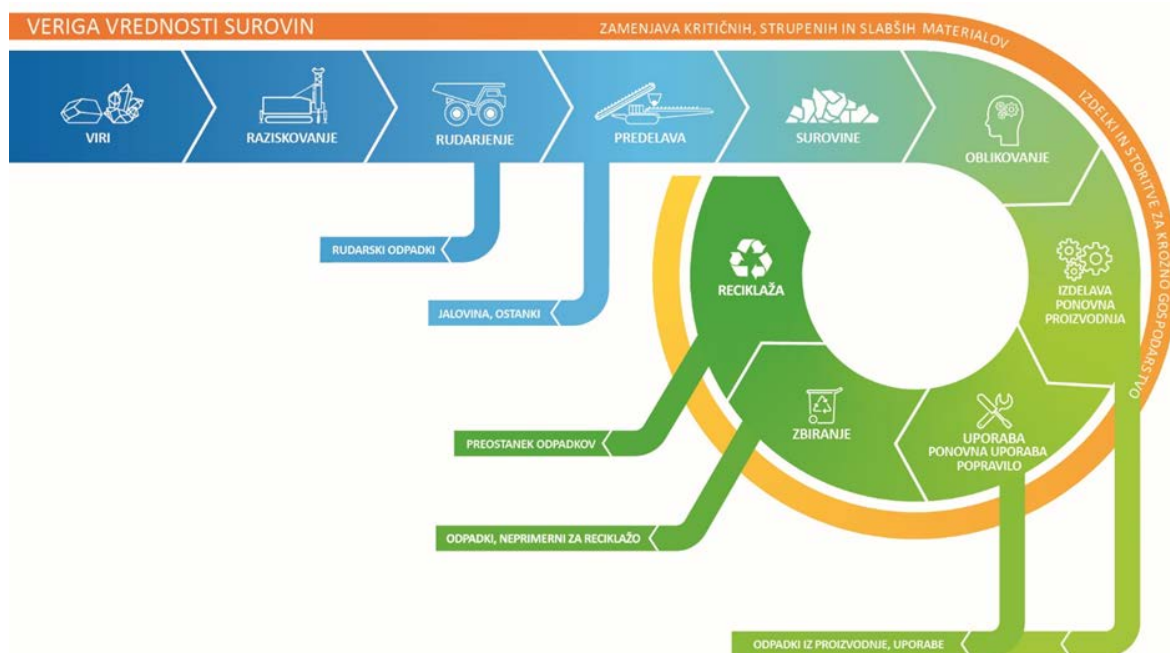 VERIGA VREDNOSTI SUROVIN
ZAMENJAVA KRITIČNIH, STRUPENIH IN SLABŠIH MATERIALOV
IZDELKI IN STORITVE ZA KROŽNO GOSPODARSTVO
VIRI
RAZISKOVANJE
RUDARJENJE
PREDELAVA
SUROVINE
OBLIKOVANJE
IZDELAVA
PONOVNA
PROIZVODNJA
UPORABA
PONOVNA UPORABA
POPRAVILO
ZBIRANJE
RECIKLAŽA
RUDARSKI ODPADKI
JALOVINA, OSTANKI
PREOSTANEK ODPADKOV
ODPADKI, NEPRIMERNI ZA RECIKLAŽO
ODPADKI IZ PROIZVODNJE, UPORABE